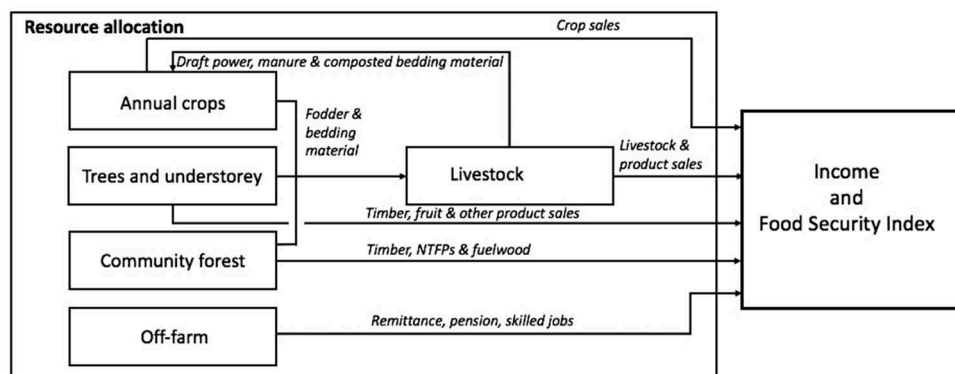 Resource allocation
Crop sales
Draft power, manure & composted bedding material
Annual crops
Fodder &
bedding
material
Trees and understorey
Livestock
Livestock &
product sales
Income
and
Food Security Index
Timber, fruit & other product sales
Community forest
Timber, NTFPs & fuelwood
Off-farm
Remittance, pension, skilled jobs